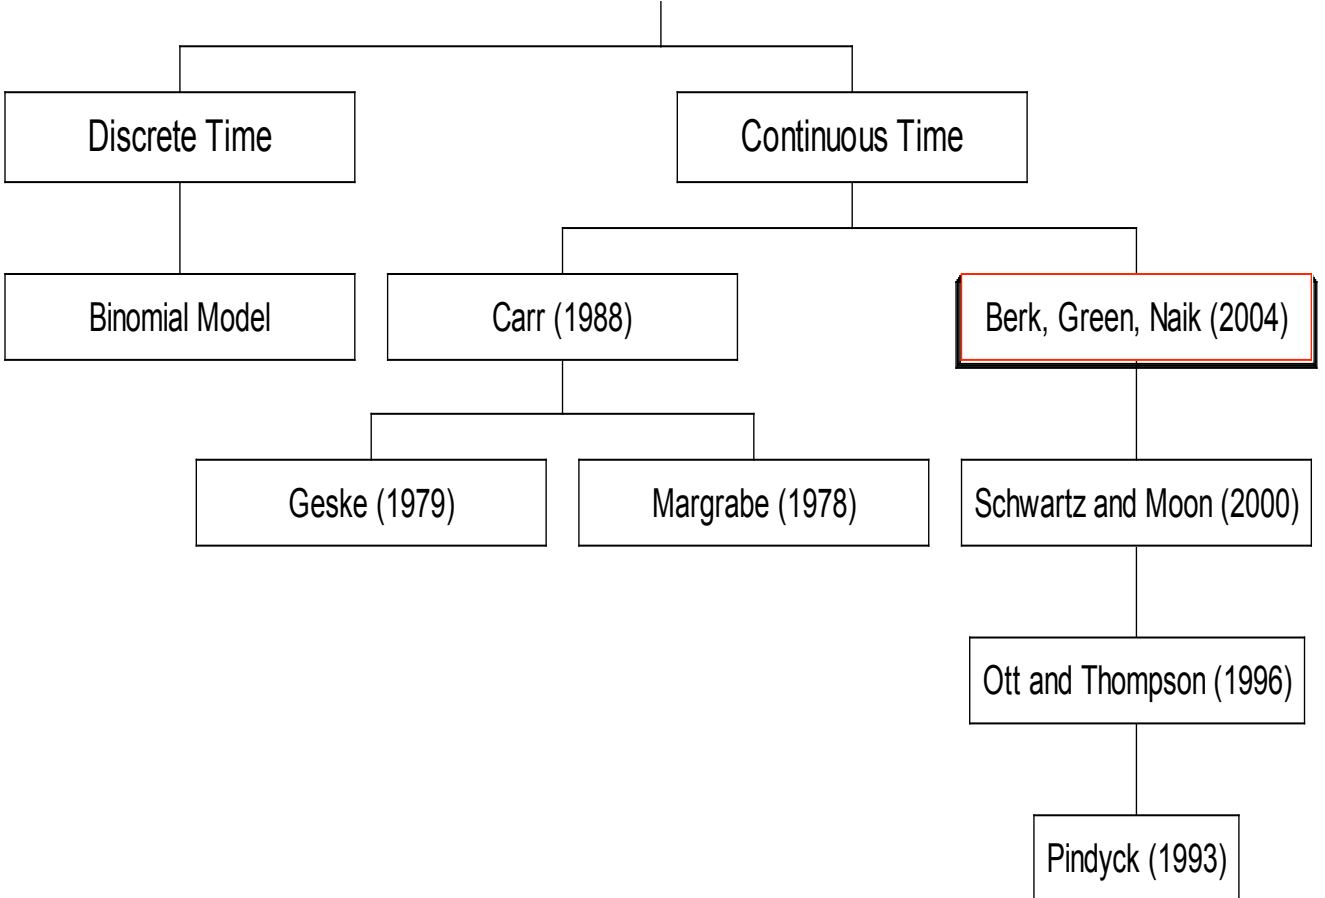 Discrete Time
Continuous Time
Binomial Model
Carr (1988)
Berk, Green, Naik (2004)
Geske (1979)
Margrabe (1978)
Schwartz and Moon (2000)
Ott and Thompson (1996)
Pindyck (1993)